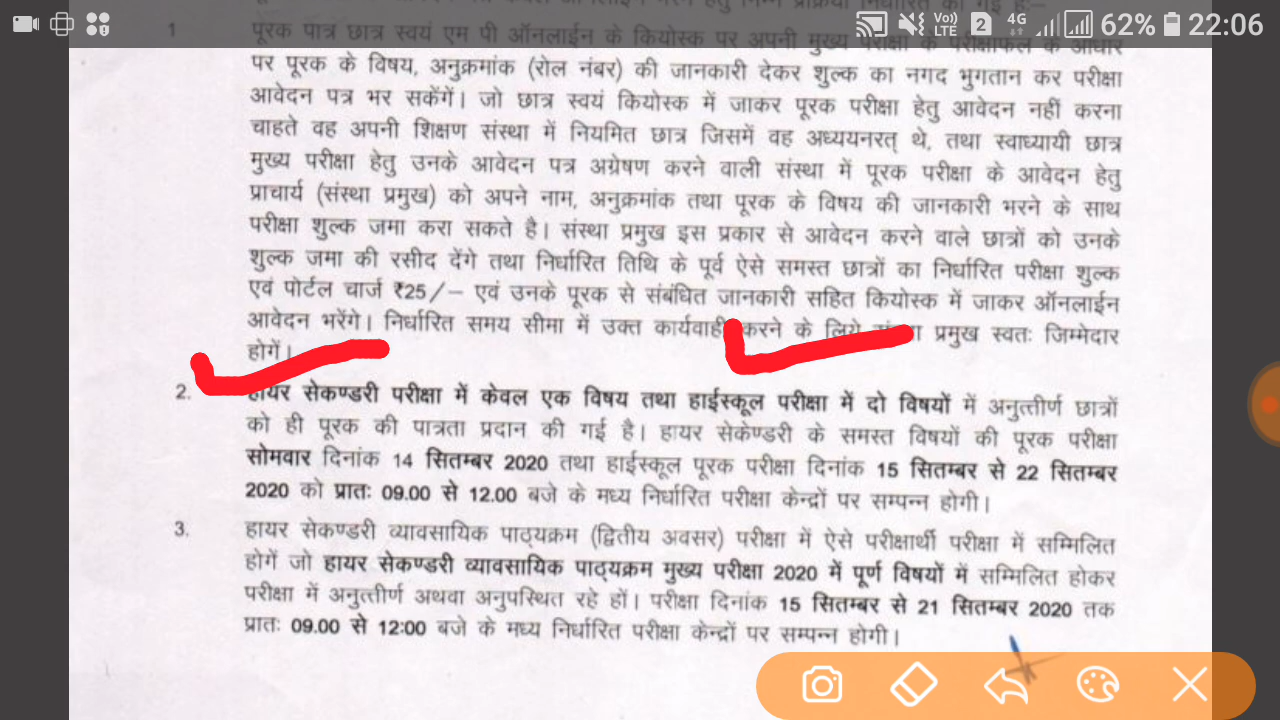 Vo)) LTE 2 4G 62% 22:06
1 पूरक पात्र छात्र स्वयं एम पी ऑनलाईन के कियोस्क पर अपनी मुख्य परीक्षा के परीक्षाफल के आधार
पर पूरक के विषय, अनुक्रमांक (रोल नंबर) की जानकारी देकर शुल्क का नगद भुगतान कर परीक्षा
आवेदन पत्र भर सकेंगें। जो छात्र स्वयं कियोस्क में जाकर पूरक परीक्षा हेतु आवेदन नहीं करना
चाहते वह अपनी शिक्षण संस्था में नियमित छात्र जिसमें वह अध्ययनरत् थे, तथा स्वाध्यायी छात्र
मुख्य परीक्षा हेतु उनके आवेदन पत्र अग्रेषण करने वाली संस्था में पूरक परीक्षा के आवेदन हेतु
प्राचार्य (संस्था प्रमुख) को अपने नाम, अनुक्रमांक तथा पूरक के विषय की जानकारी भरने के साथ
परीक्षा शुल्क जमा करा सकते है। संस्था प्रमुख इस प्रकार से आवेदन करने वाले छात्रों को उनके
शुल्क जमा की रसीद देंगे तथा निर्धारित तिथि के पूर्व ऐसे समस्त छात्रों का निर्धारित परीक्षा शुल्क
एवं पोर्टल चार्ज ₹25/– एवं उनके पूरक से संबंधित जानकारी सहित कियोस्क में जाकर ऑनलाईन
आवेदन भरेंगे। निर्धारित समय सीमा में उक्त कार्यवाही करने के लिये प्रमुख स्वतः जिम्मेदार
होगें।
2. हायर सेकण्डरी परीक्षा में केवल एक विषय तथा हाईस्कूल परीक्षा में दो विषयों में अनुत्तीर्ण छात्रों
को ही पूरक की पात्रता प्रदान की गई है। हायर सेकेण्डरी के समस्त विषयों की पूरक परीक्षा
सोमवार दिनांक 14 सितम्बर 2020 तथा हाईस्कूल पूरक परीक्षा दिनांक 15 सितम्बर से 22 सितम्बर
2020 को प्रातः 09.00 से 12.00 बजे के मध्य निर्धारित परीक्षा केन्द्रों पर सम्पन्न होगी।
3. हायर सेकण्डरी व्यावसायिक पाठ्यक्रम (द्वितीय अवसर) परीक्षा में ऐसे परीक्षार्थी परीक्षा में सम्मिलित
होगें जो हायर सेकण्डरी व्यावसायिक पाठ्यक्रम मुख्य परीक्षा 2020 में पूर्ण विषयों में सम्मिलित होकर
परीक्षा में अनुत्तीर्ण अथवा अनुपस्थित रहे हों। परीक्षा दिनांक 15 सितम्बर से 21 सितम्बर 2020 तक
प्रातः 09.00 से 12:00 बजे के मध्य निर्धारित परीक्षा केन्द्रों पर सम्पन्न होगी।